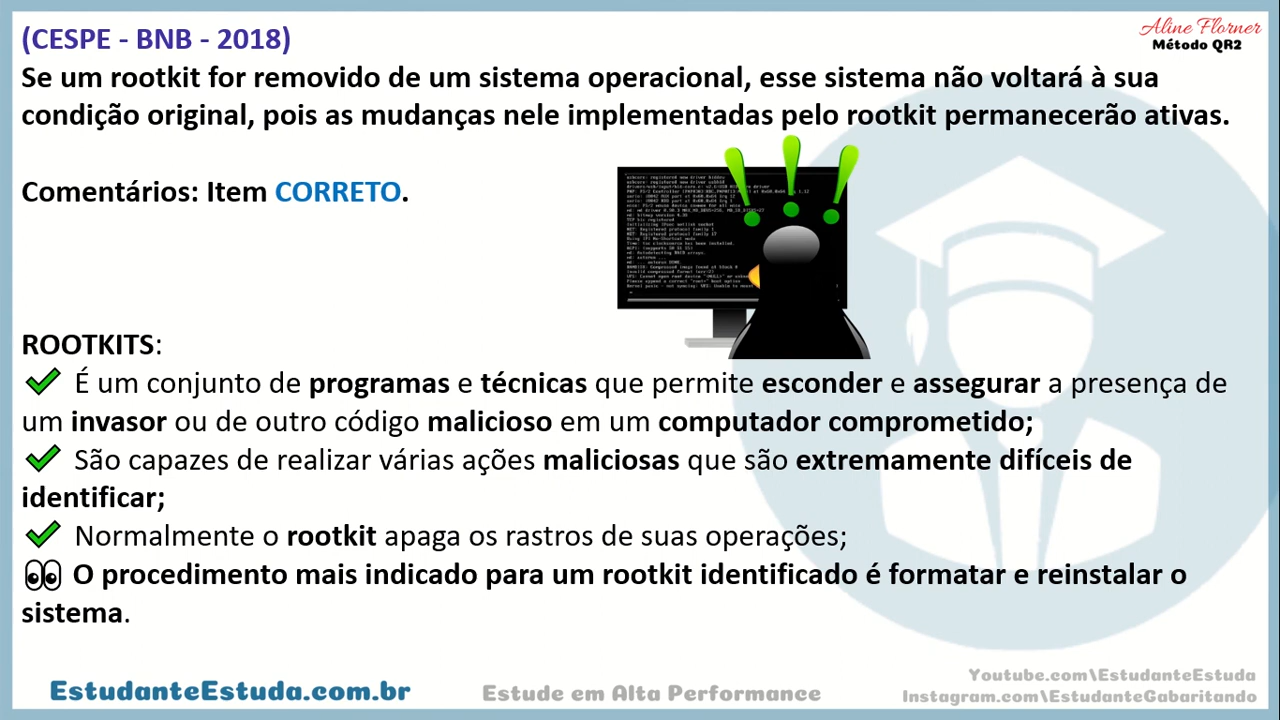 (CESPE - BNB - 2018)
Aline Florner
Método QR2
Se um rootkit for removido de um sistema operacional, esse sistema não voltará à sua
condição original, pois as mudanças nele implementadas pelo rootkit permanecerão ativas.
Comentários: Item CORRETO.
ROOTKITS:
É um conjunto de programas e técnicas que permite esconder e assegurar a presença de
um invasor ou de outro código malicioso em um computador comprometido;
São capazes de realizar várias ações maliciosas que são extremamente difíceis de
identificar;
Normalmente o rootkit apaga os rastros de suas operações;
O procedimento mais indicado para um rootkit identificado é formatar e reinstalar o
sistema.
EstudanteEstuda.com.br
Estude em Alta Performance
Youtube.com\EstudanteEstuda
Instagram.com\EstudanteGabaritando